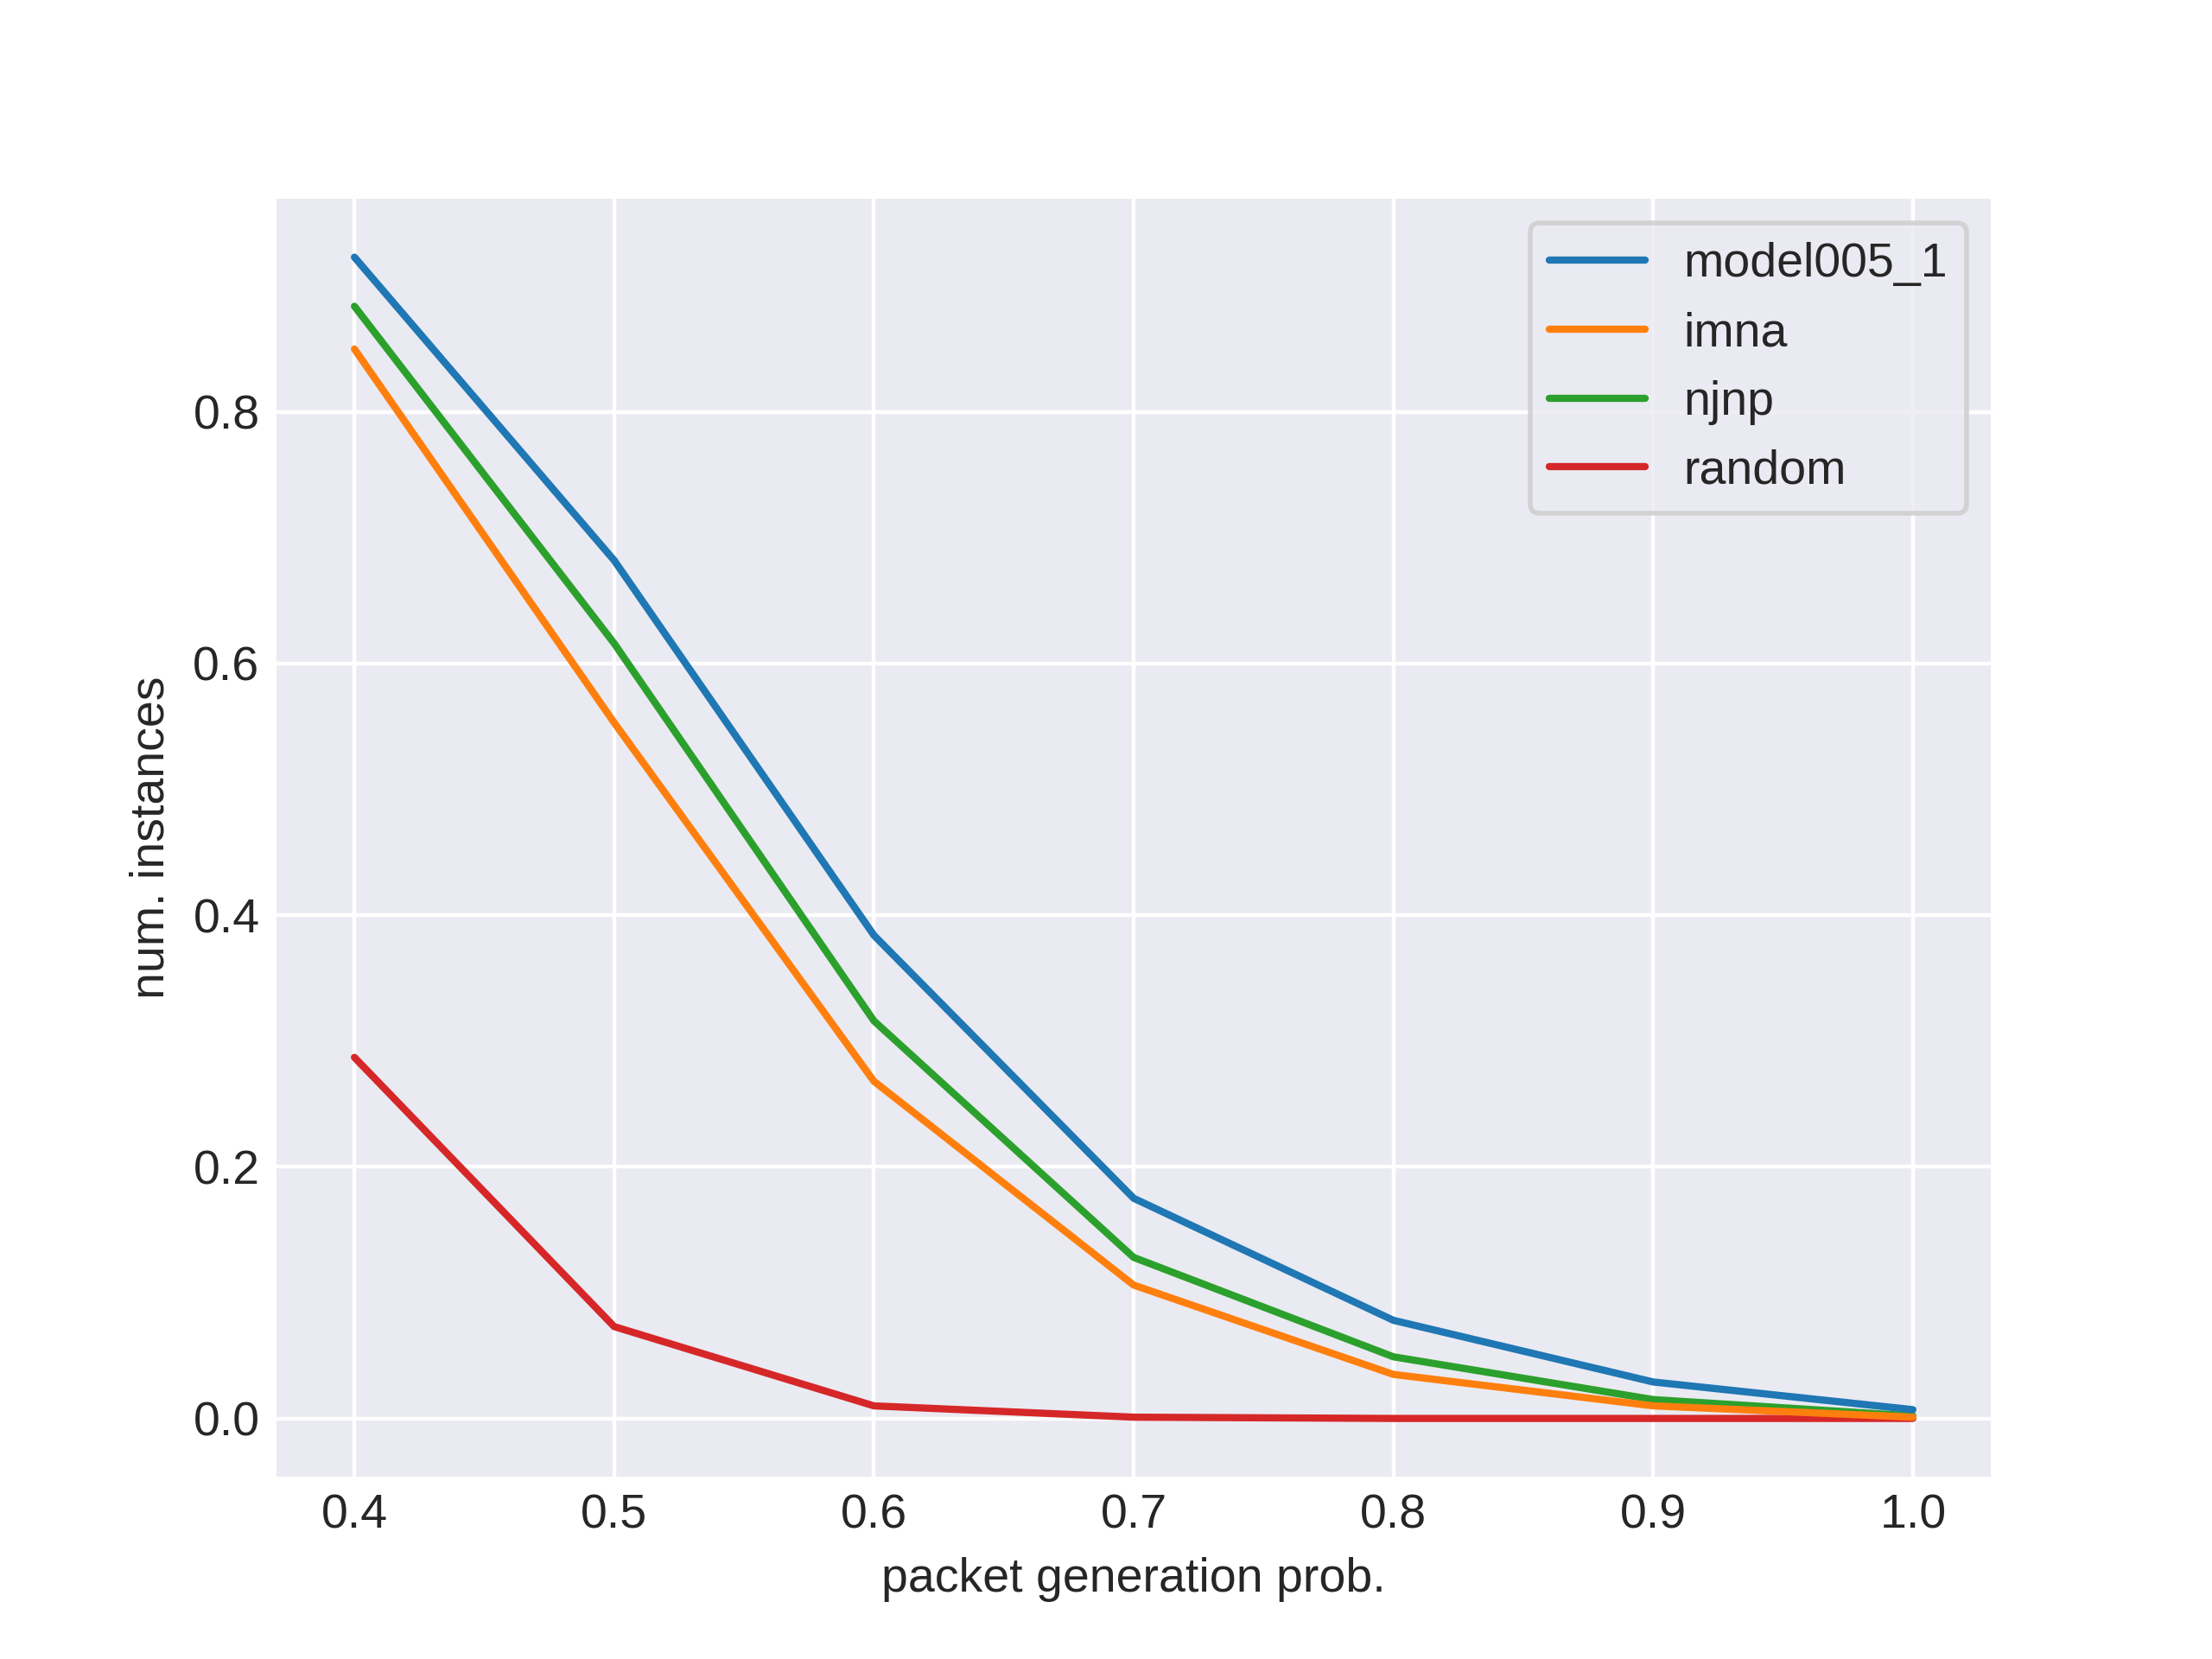 model005_1
imna
njnp
random
0.8
0.6
0.4
0.2
0.0
num. instances
0.4 0.5 0.6 0.7 0.8 0.9 1.0
packet generation prob.